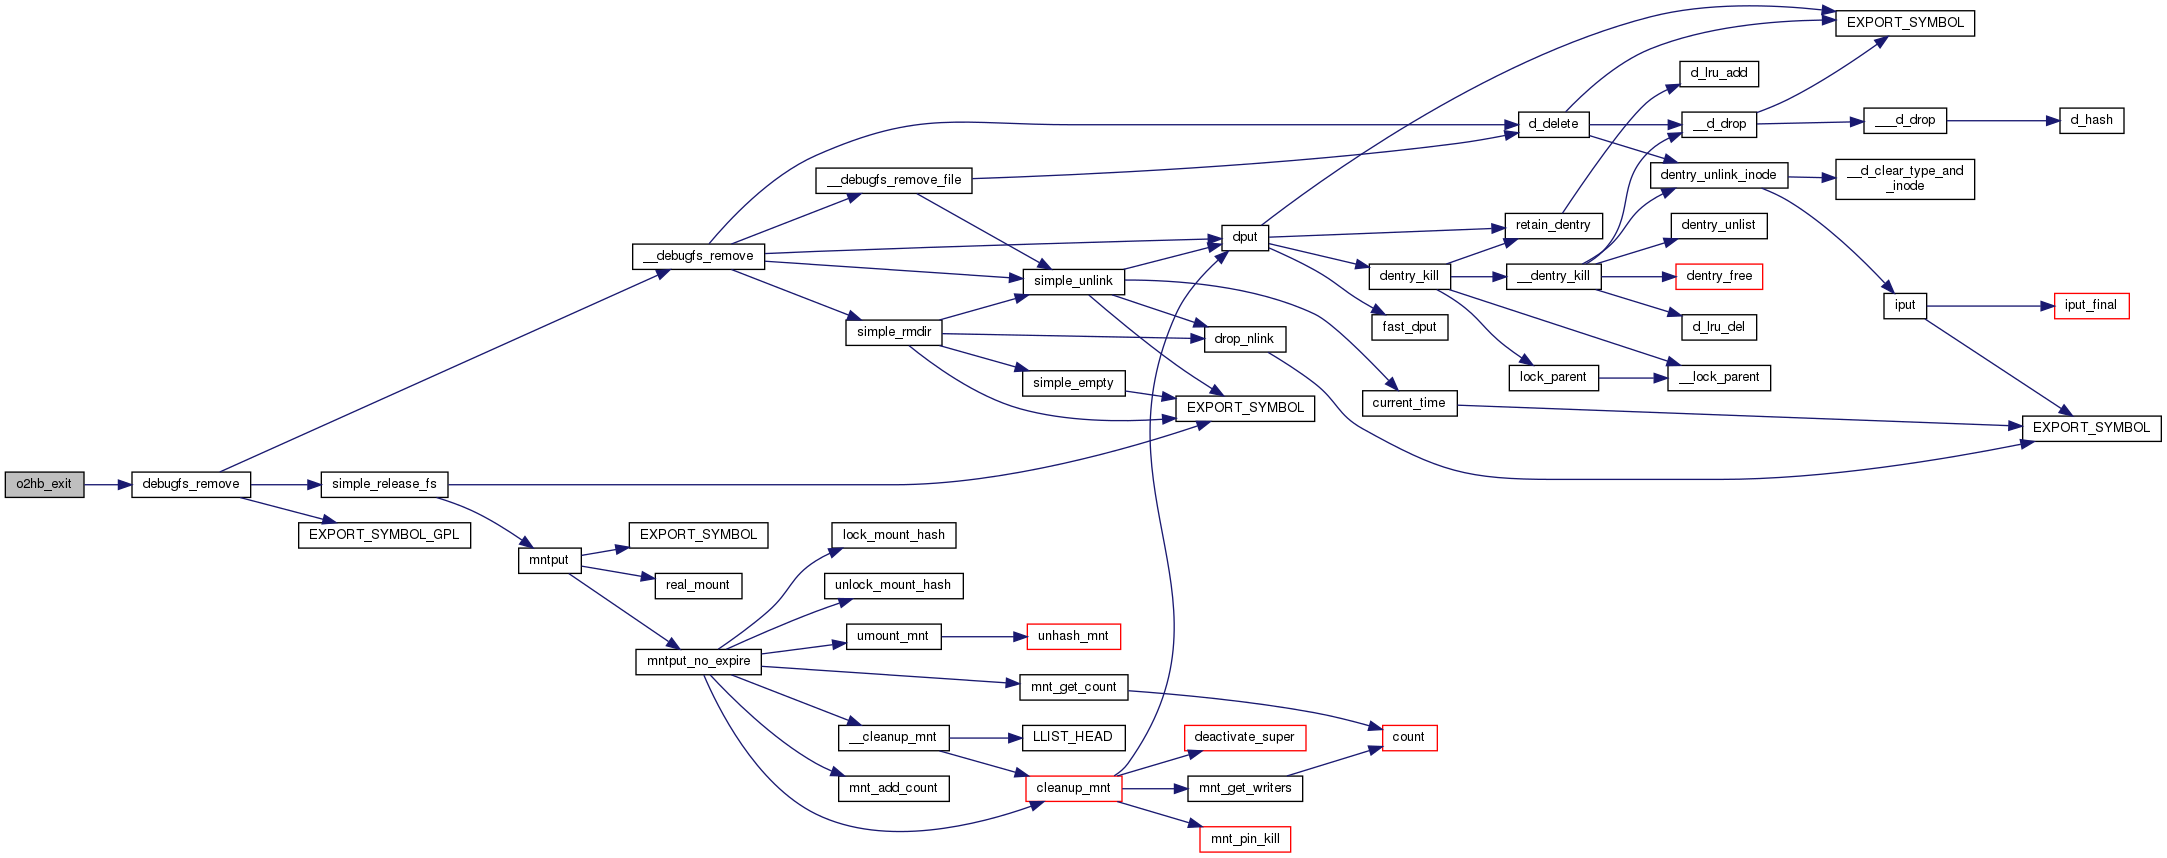 EXPORT_SYMBOL
d_lru_add
d_delete
__d_drop
___d_drop
d_hash
__debugfs_remove_file
dentry_unlink_inode
__d_clear_type_and
_inode
__debugfs_remove
dput
retain_dentry
dentry_unlist
simple_unlink
dentry_kill
__dentry_kill
dentry_free
iput
iput_final
simple_rmdir
drop_nlink
fast_dput
d_lru_del
simple_empty
lock_parent
__lock_parent
EXPORT_SYMBOL
current_time
EXPORT_SYMBOL
o2hb_exit
debugfs_remove
simple_release_fs
EXPORT_SYMBOL_GPL
EXPORT_SYMBOL
lock_mount_hash
mntput
real_mount
unlock_mount_hash
umount_mnt
unhash_mnt
mntput_no_expire
mnt_get_count
__cleanup_mnt
LLIST_HEAD
deactivate_super
count
mnt_add_count
cleanup_mnt
mnt_get_writers
mnt_pin_kill